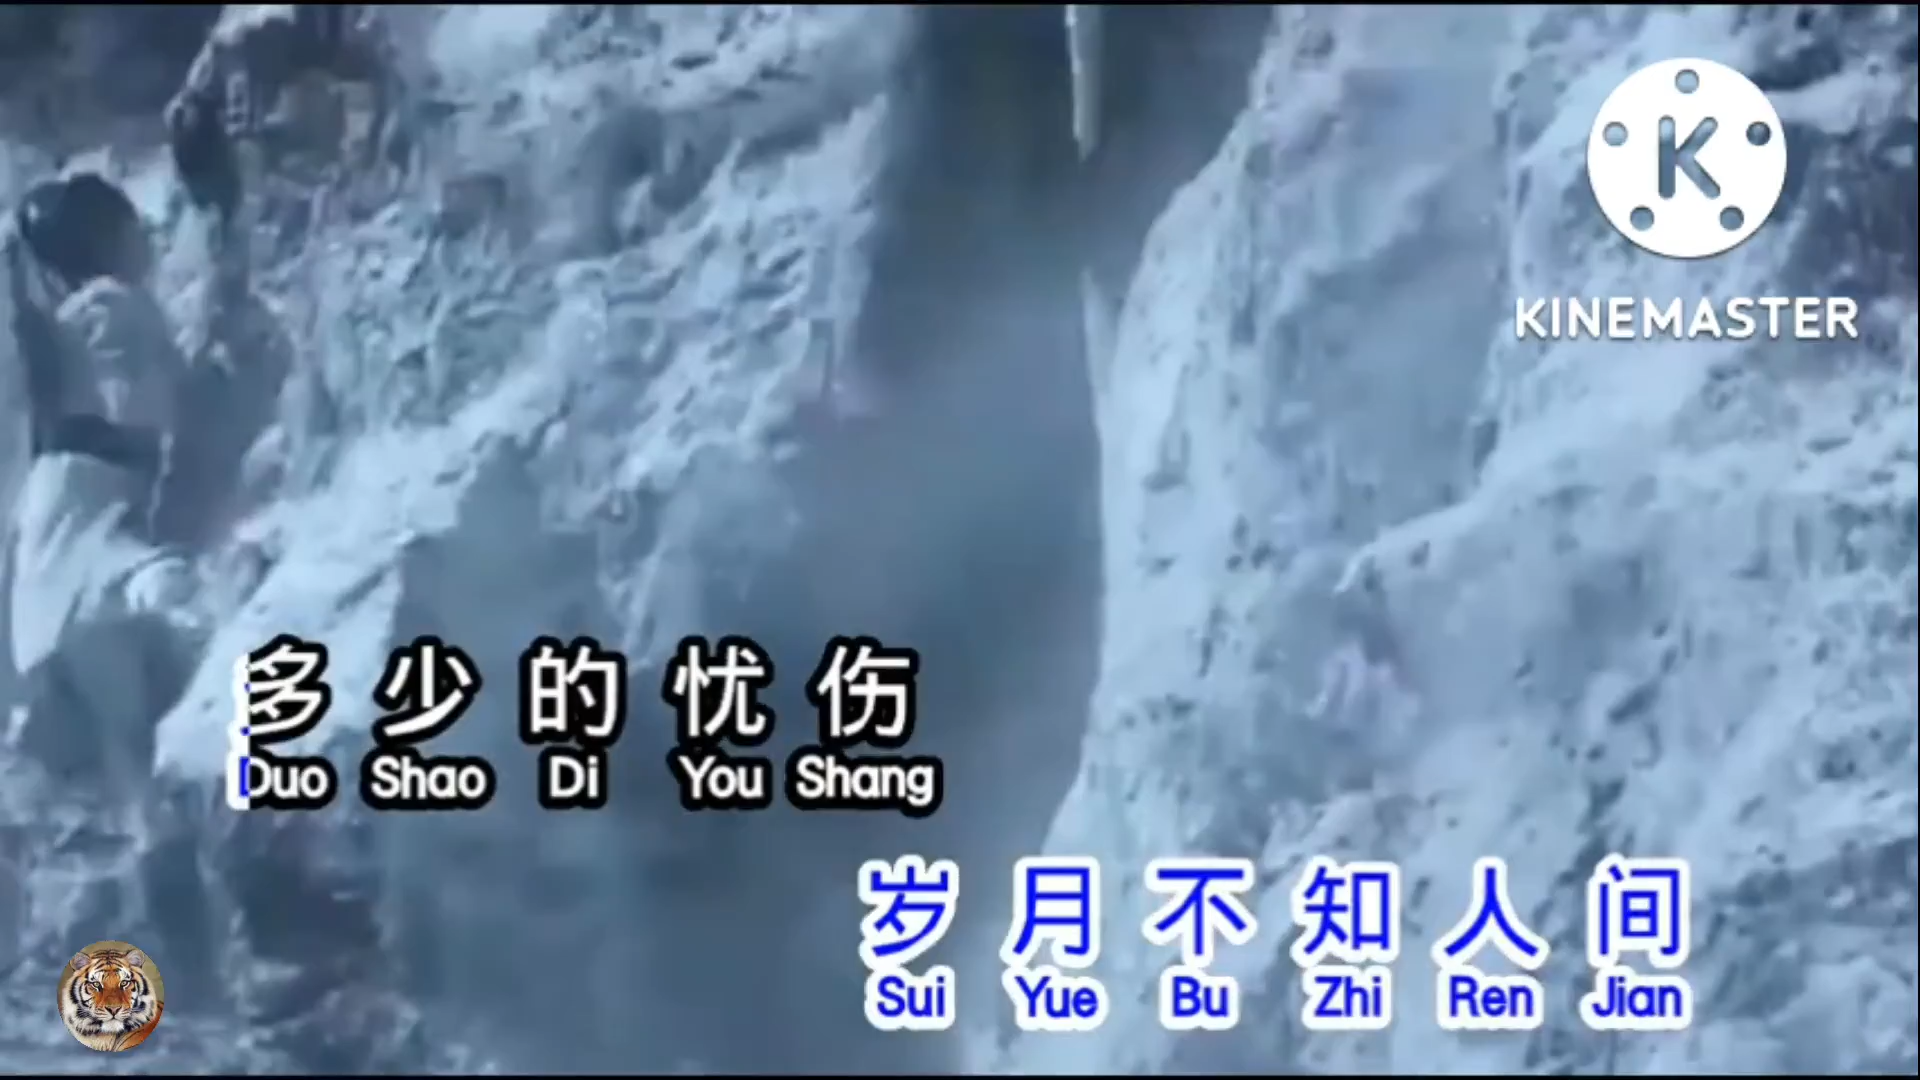 KINEMASTER
多少的忧伤
Duo Shao Di You Shang
岁月不知人间
Sui Yue Bu Zhi Ren Jian